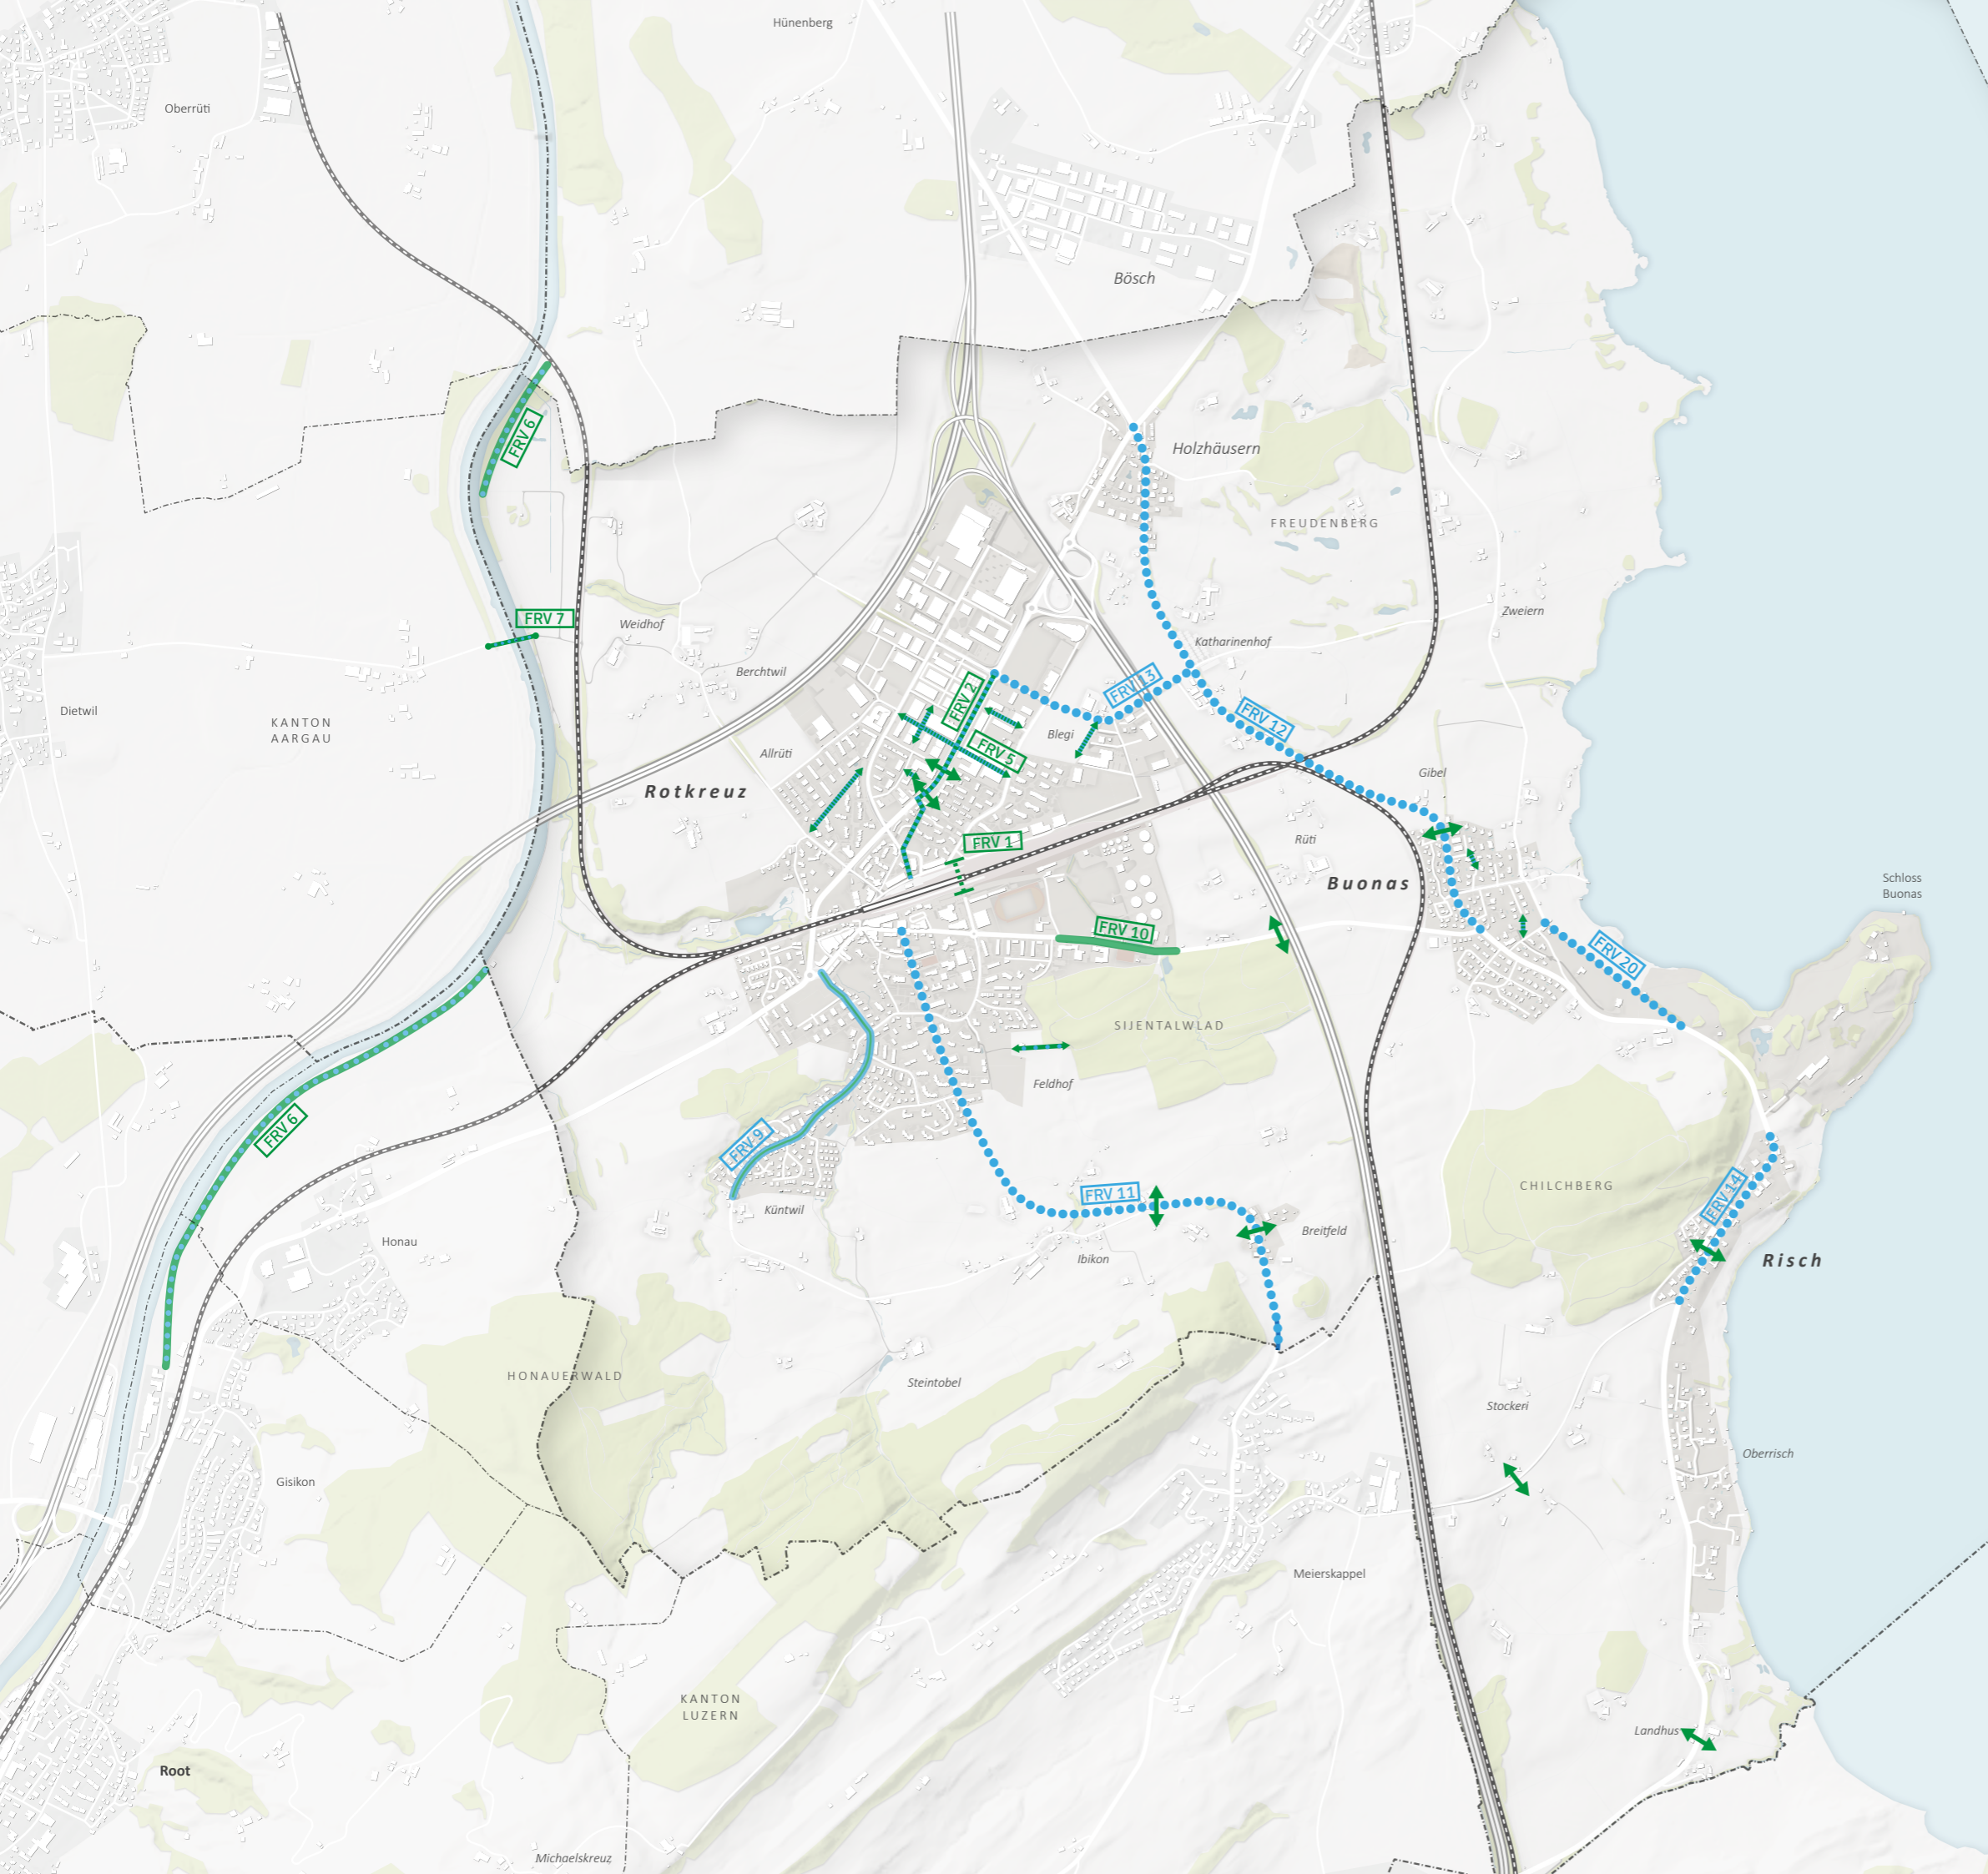 Hünenberg
Oberrüti
Bösch
FRV 6
Holzhäusern
FREUDENBERG
FRV 7
Weidhof
Zweiern
Katharinenhof
Berchtwil
FRV 13
FRV 2
Dietwil
KANTON
AARGAU
FRV 12
Blegi
FRV 5
Allrüti
Gibel
Rotkreuz
FRV 1
Rüti
Buonas
Schloss
Buonas
FRV 10
FRV 20
SIJENTALWLAD
Feldhof
FRV 6
FRV 9
CHILCHBERG
FRV 11
FRV 14
Küntwil
Honau
Breitfeld
Ibikon
Risch
HONAUERWALD
Steintobel
Stockeri
Oberrisch
Gisikon
Meierskappel
KANTON
LUZERN
Landhus
Root
Michaelskreuz